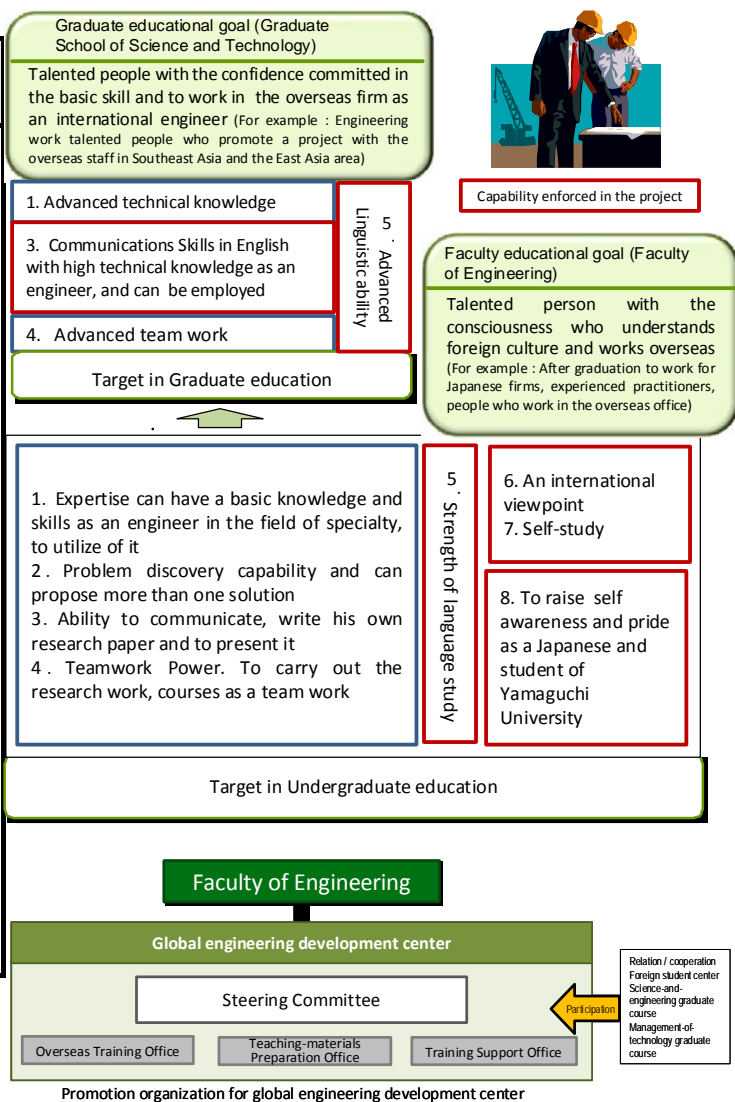 Graduate educational goal (Graduate
School of Science and Technology)
Talented people with the confidence committed in
the basic skill and to work in the overseas firm as
an international engineer (For example : Engineering
work talented people who promote a project with the
overseas staff in Southeast Asia and the East Asia area)
1. Advanced technical knowledge
3. Communications Skills in English
with high technical knowledge as an
engineer, and can be employed
4. Advanced team work
5. Advanced
Linguistic ability
Target in Graduate education
Capability enforced in the project
Faculty educational goal (Faculty
of Engineering)
Talented person with the
consciousness who understands
foreign culture and works overseas
(For example : After graduation to work for
Japanese firms, experienced practitioners,
people who work in the overseas office)
.
1. Expertise can have a basic knowledge and
skills as an engineer in the field of specialty,
to utilize of it
2. Problem discovery capability and can
propose more than one solution
3. Ability to communicate, write his own
research paper and to present it
4. Teamwork Power. To carry out the
research work, courses as a team work
5. Strength of language study
6. An international
viewpoint
7. Self-study
8. To raise self
awareness and pride
as a Japanese and
student of
Yamaguchi
University
Target in Undergraduate education
Faculty of Engineering
Global engineering development center
Steering Committee
Overseas Training Office
Teaching-materials
Preparation Office
Training Support Office
Participation
Relation / cooperation
Foreign student center
Science-and-
engineering graduate
course
Management-of-
technology graduate
course
Promotion organization for global engineering development center